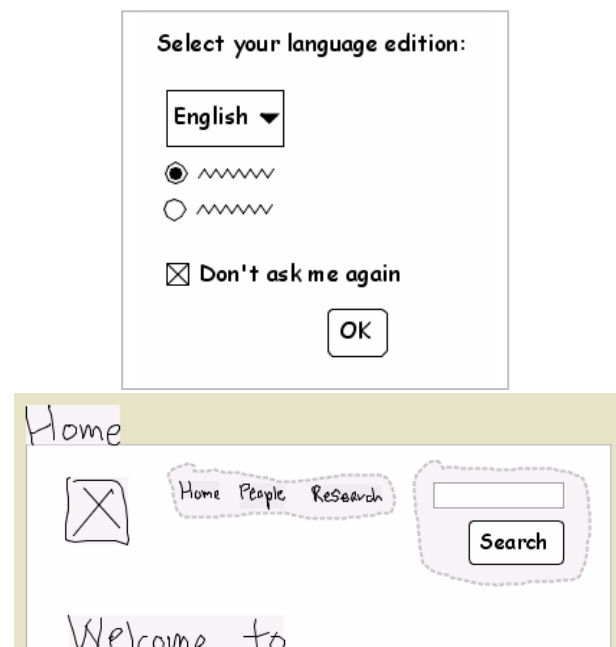 Select your language edition:
English
Don't ask me again
OK
Home
Home People Research
Search
Welcome to